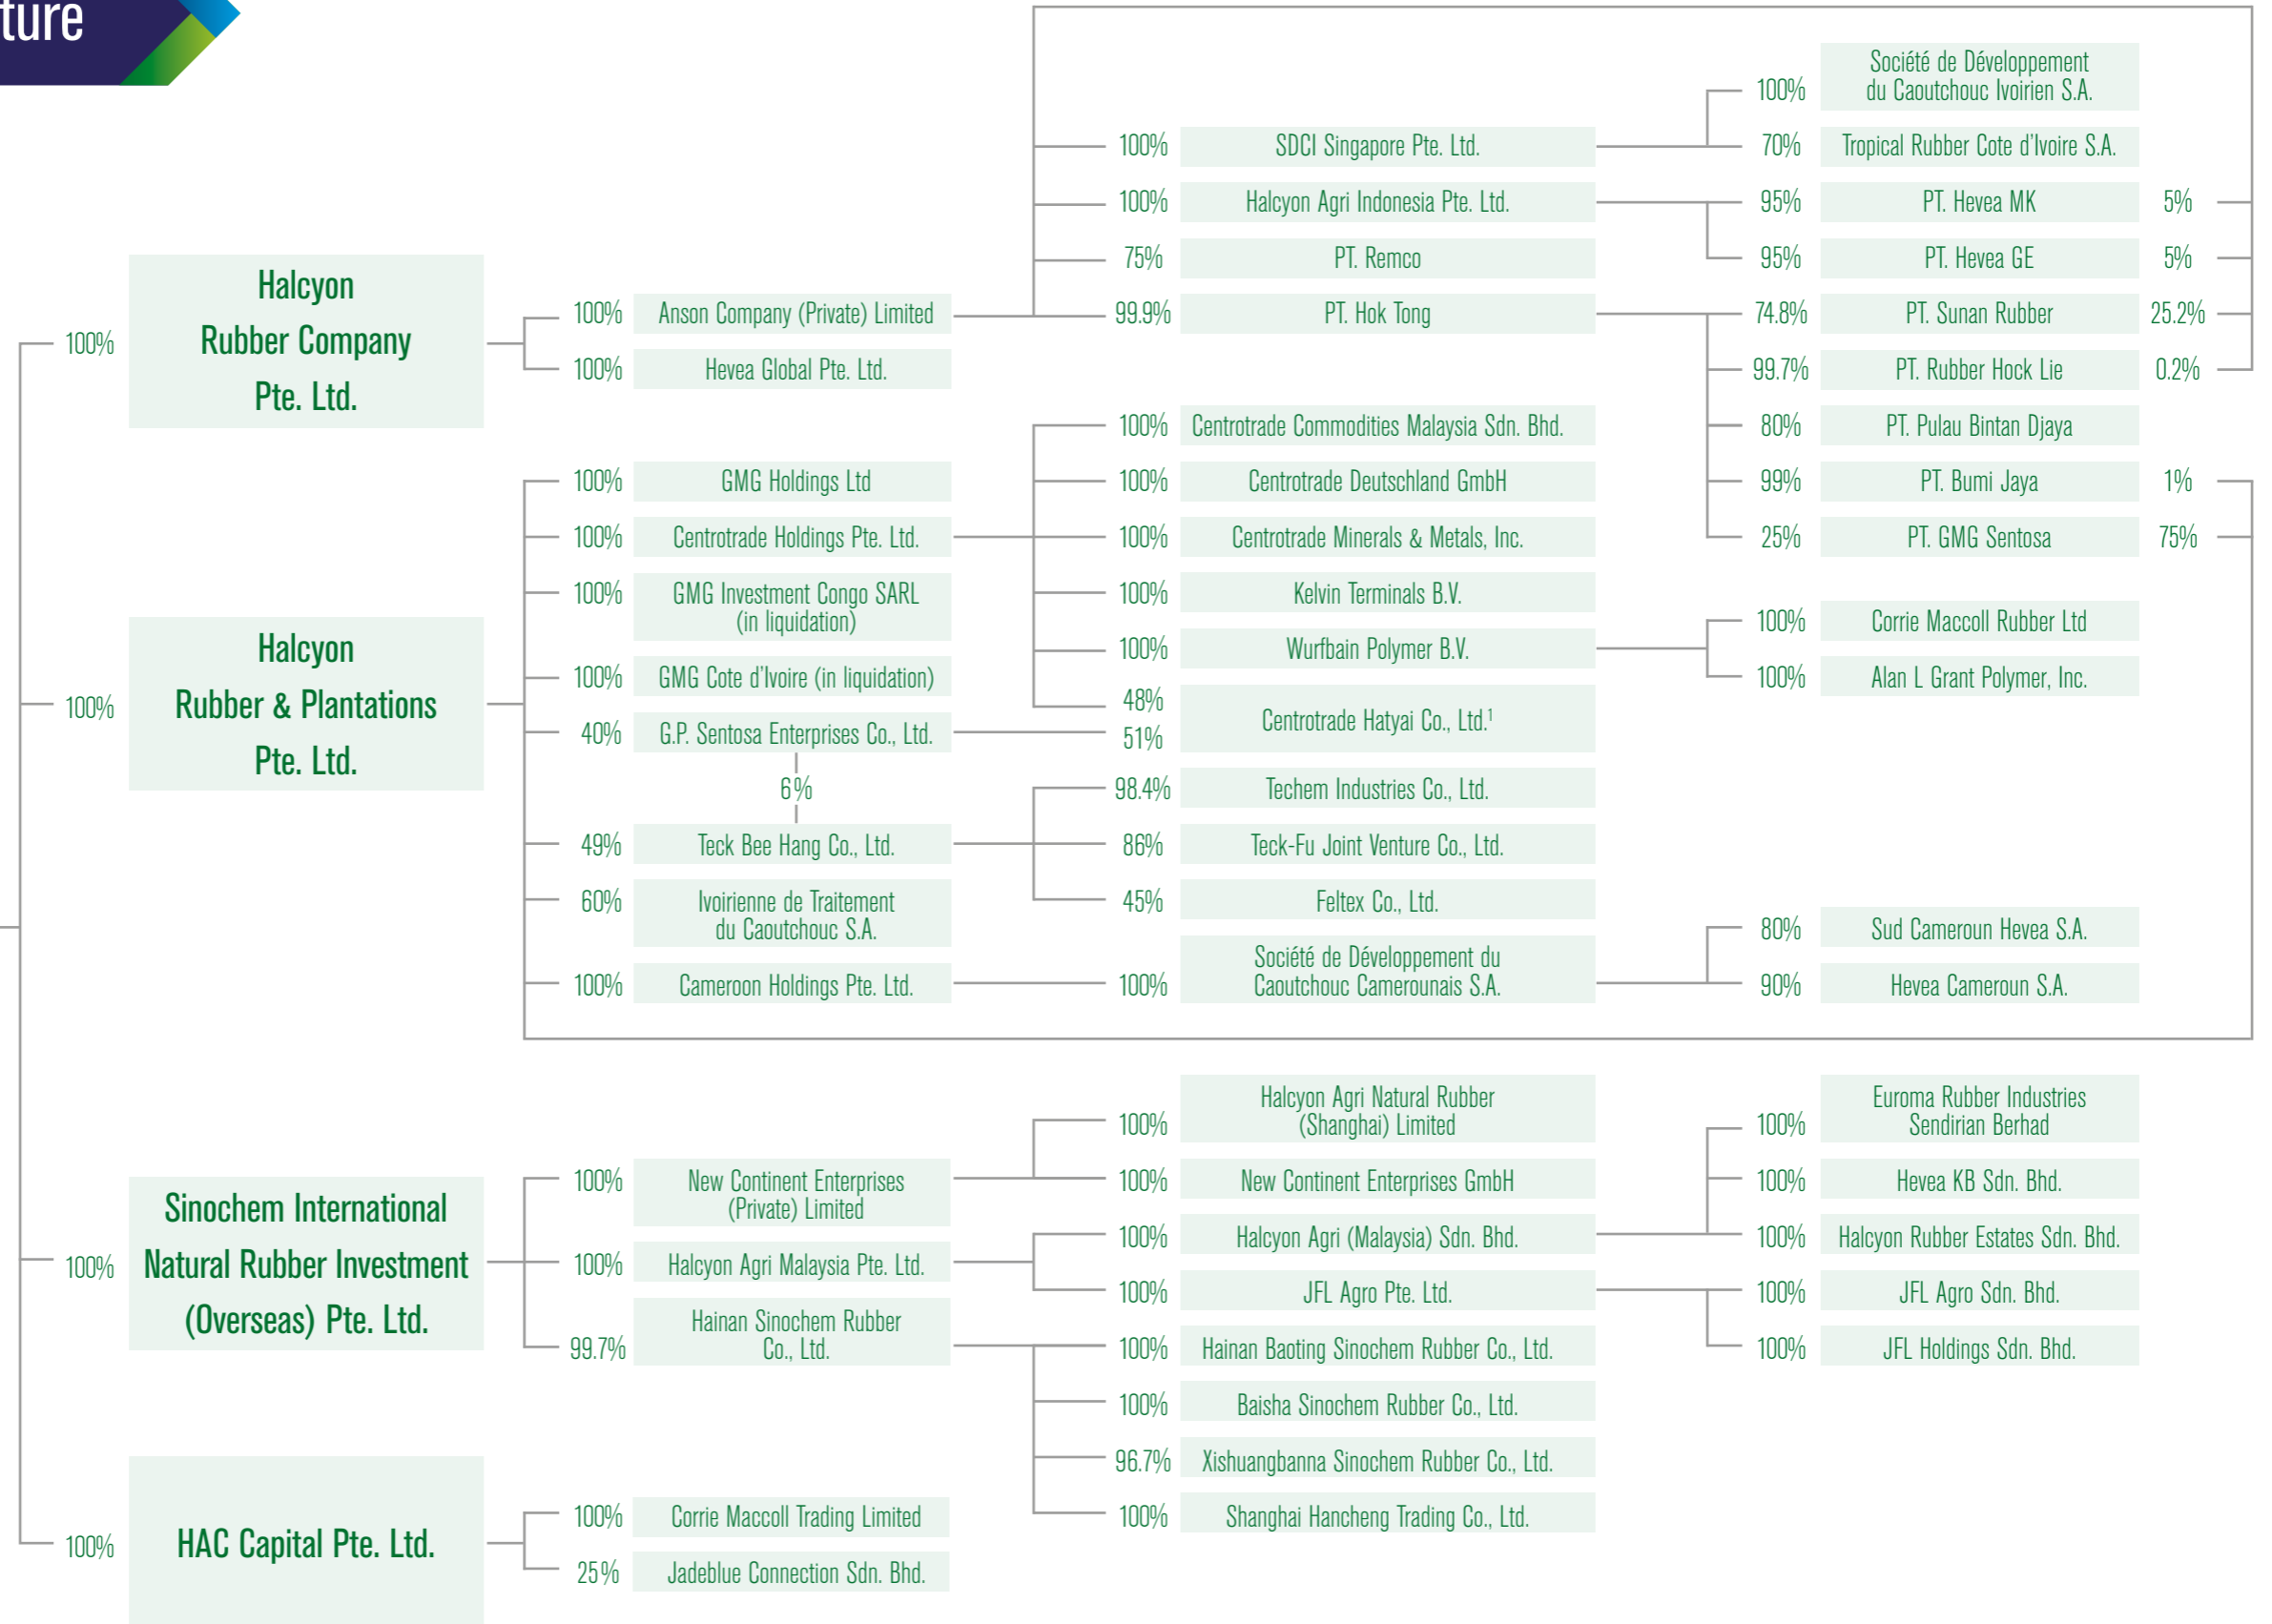 ture
100%
Halcyon
Rubber Company
Pte. Ltd.
100%
Anson Company (Private) Limited
100%
Hevea Global Pte. Ltd.
100%
SDCI Singapore Pte. Ltd.
100%
Halcyon Agri Indonesia Pte. Ltd.
75%
PT. Remco
99.9%
PT. Hok Tong
100%
Société de Développement
du Caoutchouc Ivoirien S.A.
70%
Tropical Rubber Cote d'Ivoire S.A.
95%
PT. Hevea MK
5%
95%
PT. Hevea GE
5%
74.8%
PT. Sunan Rubber
25.2%
99.7%
PT. Rubber Hock Lie
0.2%
80%
PT. Pulau Bintan Djaya
99%
PT. Bumi Jaya
1%
25%
PT. GMG Sentosa
75%
100%
Halcyon
Rubber & Plantations
Pte. Ltd.
100%
GMG Holdings Ltd
100%
Centrotrade Holdings Pte. Ltd.
100%
GMG Investment Congo SARL
(in liquidation)
100%
GMG Cote d'Ivoire (in liquidation)
40%
G.P. Sentosa Enterprises Co., Ltd.
6%
49%
Teck Bee Hang Co., Ltd.
60%
Ivoirienne de Traitement
du Caoutchouc S.A.
100%
Cameroon Holdings Pte. Ltd.
100%
Centrotrade Commodities Malaysia Sdn. Bhd.
100%
Centrotrade Deutschland GmbH
100%
Centrotrade Minerals & Metals, Inc.
100%
Kelvin Terminals B.V.
100%
Wurfbain Polymer B.V.
48%
51%
Centrotrade Hatyai Co., Ltd.¹
98.4%
Techem Industries Co., Ltd.
86%
Teck-Fu Joint Venture Co., Ltd.
45%
Feltex Co., Ltd.
100%
Société de Développement du
Caoutchouc Camerounais S.A.
100%
Corrie Maccoll Rubber Ltd
100%
Alan L Grant Polymer, Inc.
80%
Sud Cameroun Hevea S.A.
90%
Hevea Cameroun S.A.
100%
Sinochem International
Natural Rubber Investment
(Overseas) Pte. Ltd.
100%
New Continent Enterprises
(Private) Limited
100%
Halcyon Agri Malaysia Pte. Ltd.
99.7%
Hainan Sinochem Rubber
Co., Ltd.
100%
Halcyon Agri Natural Rubber
(Shanghai) Limited
100%
New Continent Enterprises GmbH
100%
Halcyon Agri (Malaysia) Sdn. Bhd.
100%
JFL Agro Pte. Ltd.
100%
Hainan Baoting Sinochem Rubber Co., Ltd.
100%
Baisha Sinochem Rubber Co., Ltd.
96.7%
Xishuangbanna Sinochem Rubber Co., Ltd.
100%
Shanghai Hancheng Trading Co., Ltd.
100%
Euroma Rubber Industries
Sendirian Berhad
100%
Hevea KB Sdn. Bhd.
100%
Halcyon Rubber Estates Sdn. Bhd.
100%
JFL Agro Sdn. Bhd.
100%
JFL Holdings Sdn. Bhd.
100%
HAC Capital Pte. Ltd.
100%
Corrie Maccoll Trading Limited
25%
Jadeblue Connection Sdn. Bhd.